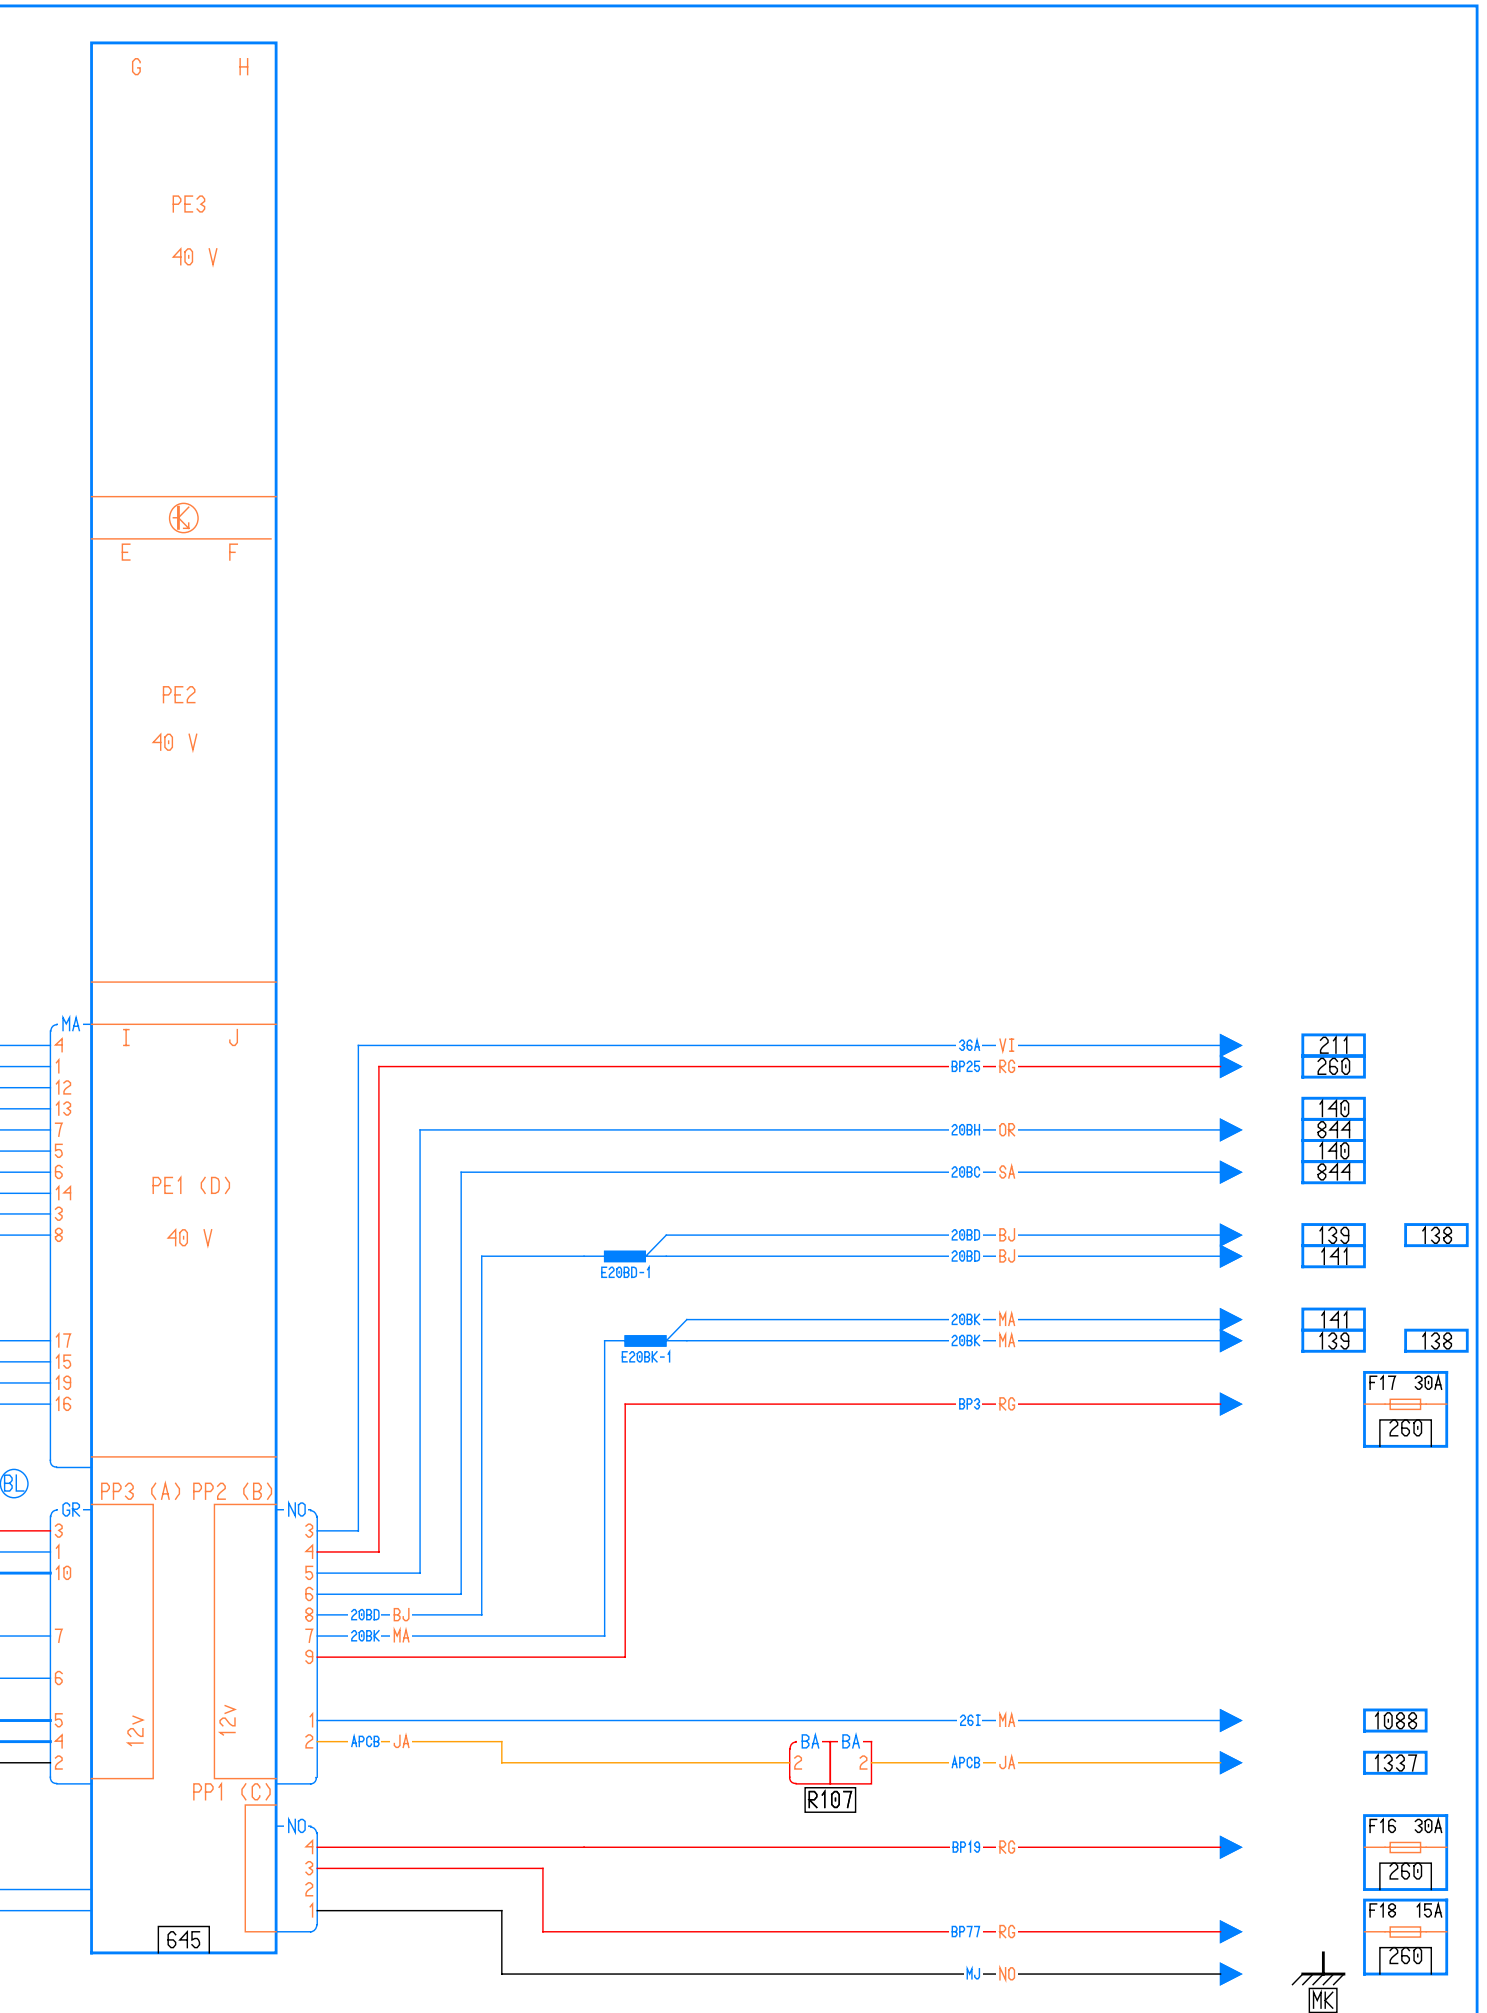 G H
PE3
40 V
E F
PE2
40 V
MA
I J
4
1
12
13
7
5
6
14
3
8
17
15
19
16
PE1 (D)
40 V
36A VI
211
BP25 RG
260
140
20BH OR
844
140
20BC SA
844
20BD BJ
139 138
20BD BJ
141
E20BD-1
20BK MA
141
20BK MA
139 138
E20BK-1
F17 30A
BP3 RG
260
BL
PP3 (A) PP2 (B)
GR
3
1
10
7
6
5
4
2
12v
12v
NO
3
4
5
6
8 20BD BJ
7 20BK MA
9
1
26I MA
1088
2 APCB JA
BA BA
2 2
APCB JA
1337
R107
PP1 (C)
NO
4
3
2
1
BP19 RG
F16 30A
260
BP77 RG
F18 15A
260
MJ NO
MK
645